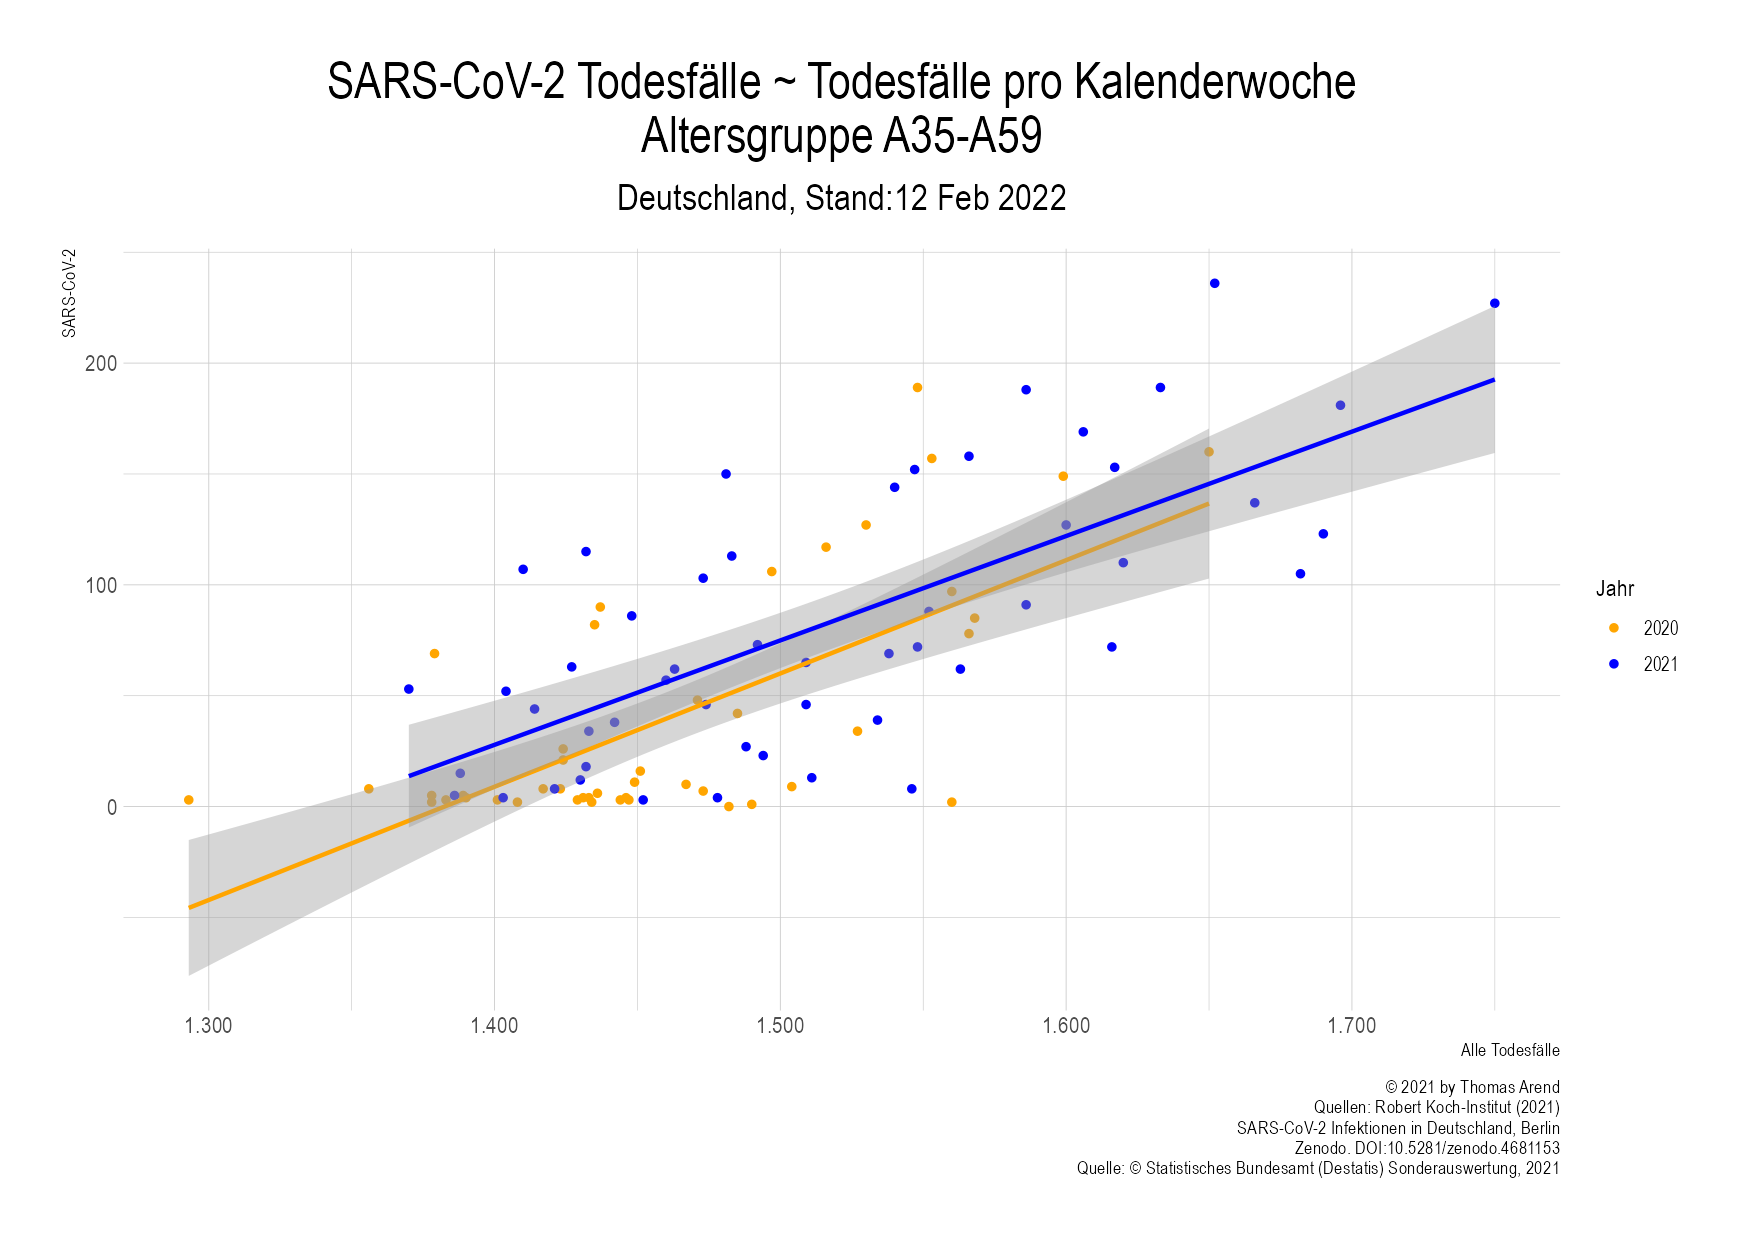 SARS-CoV-2 Todesfälle ~ Todesfälle pro Kalenderwoche
Altersgruppe A35-A59
Deutschland, Stand:12 Feb 2022
SARS-CoV-2
200
100
0
1.300
1.400
1.500
1.600
1.700
Alle Todesfälle
Jahr
2020
2021
© 2021 by Thomas Arend
Quellen: Robert Koch-Institut (2021)
SARS-CoV-2 Infektionen in Deutschland, Berlin
Zenodo. DOI:10.5281/zenodo.4681153
Quelle: © Statistisches Bundesamt (Destatis) Sonderauswertung, 2021